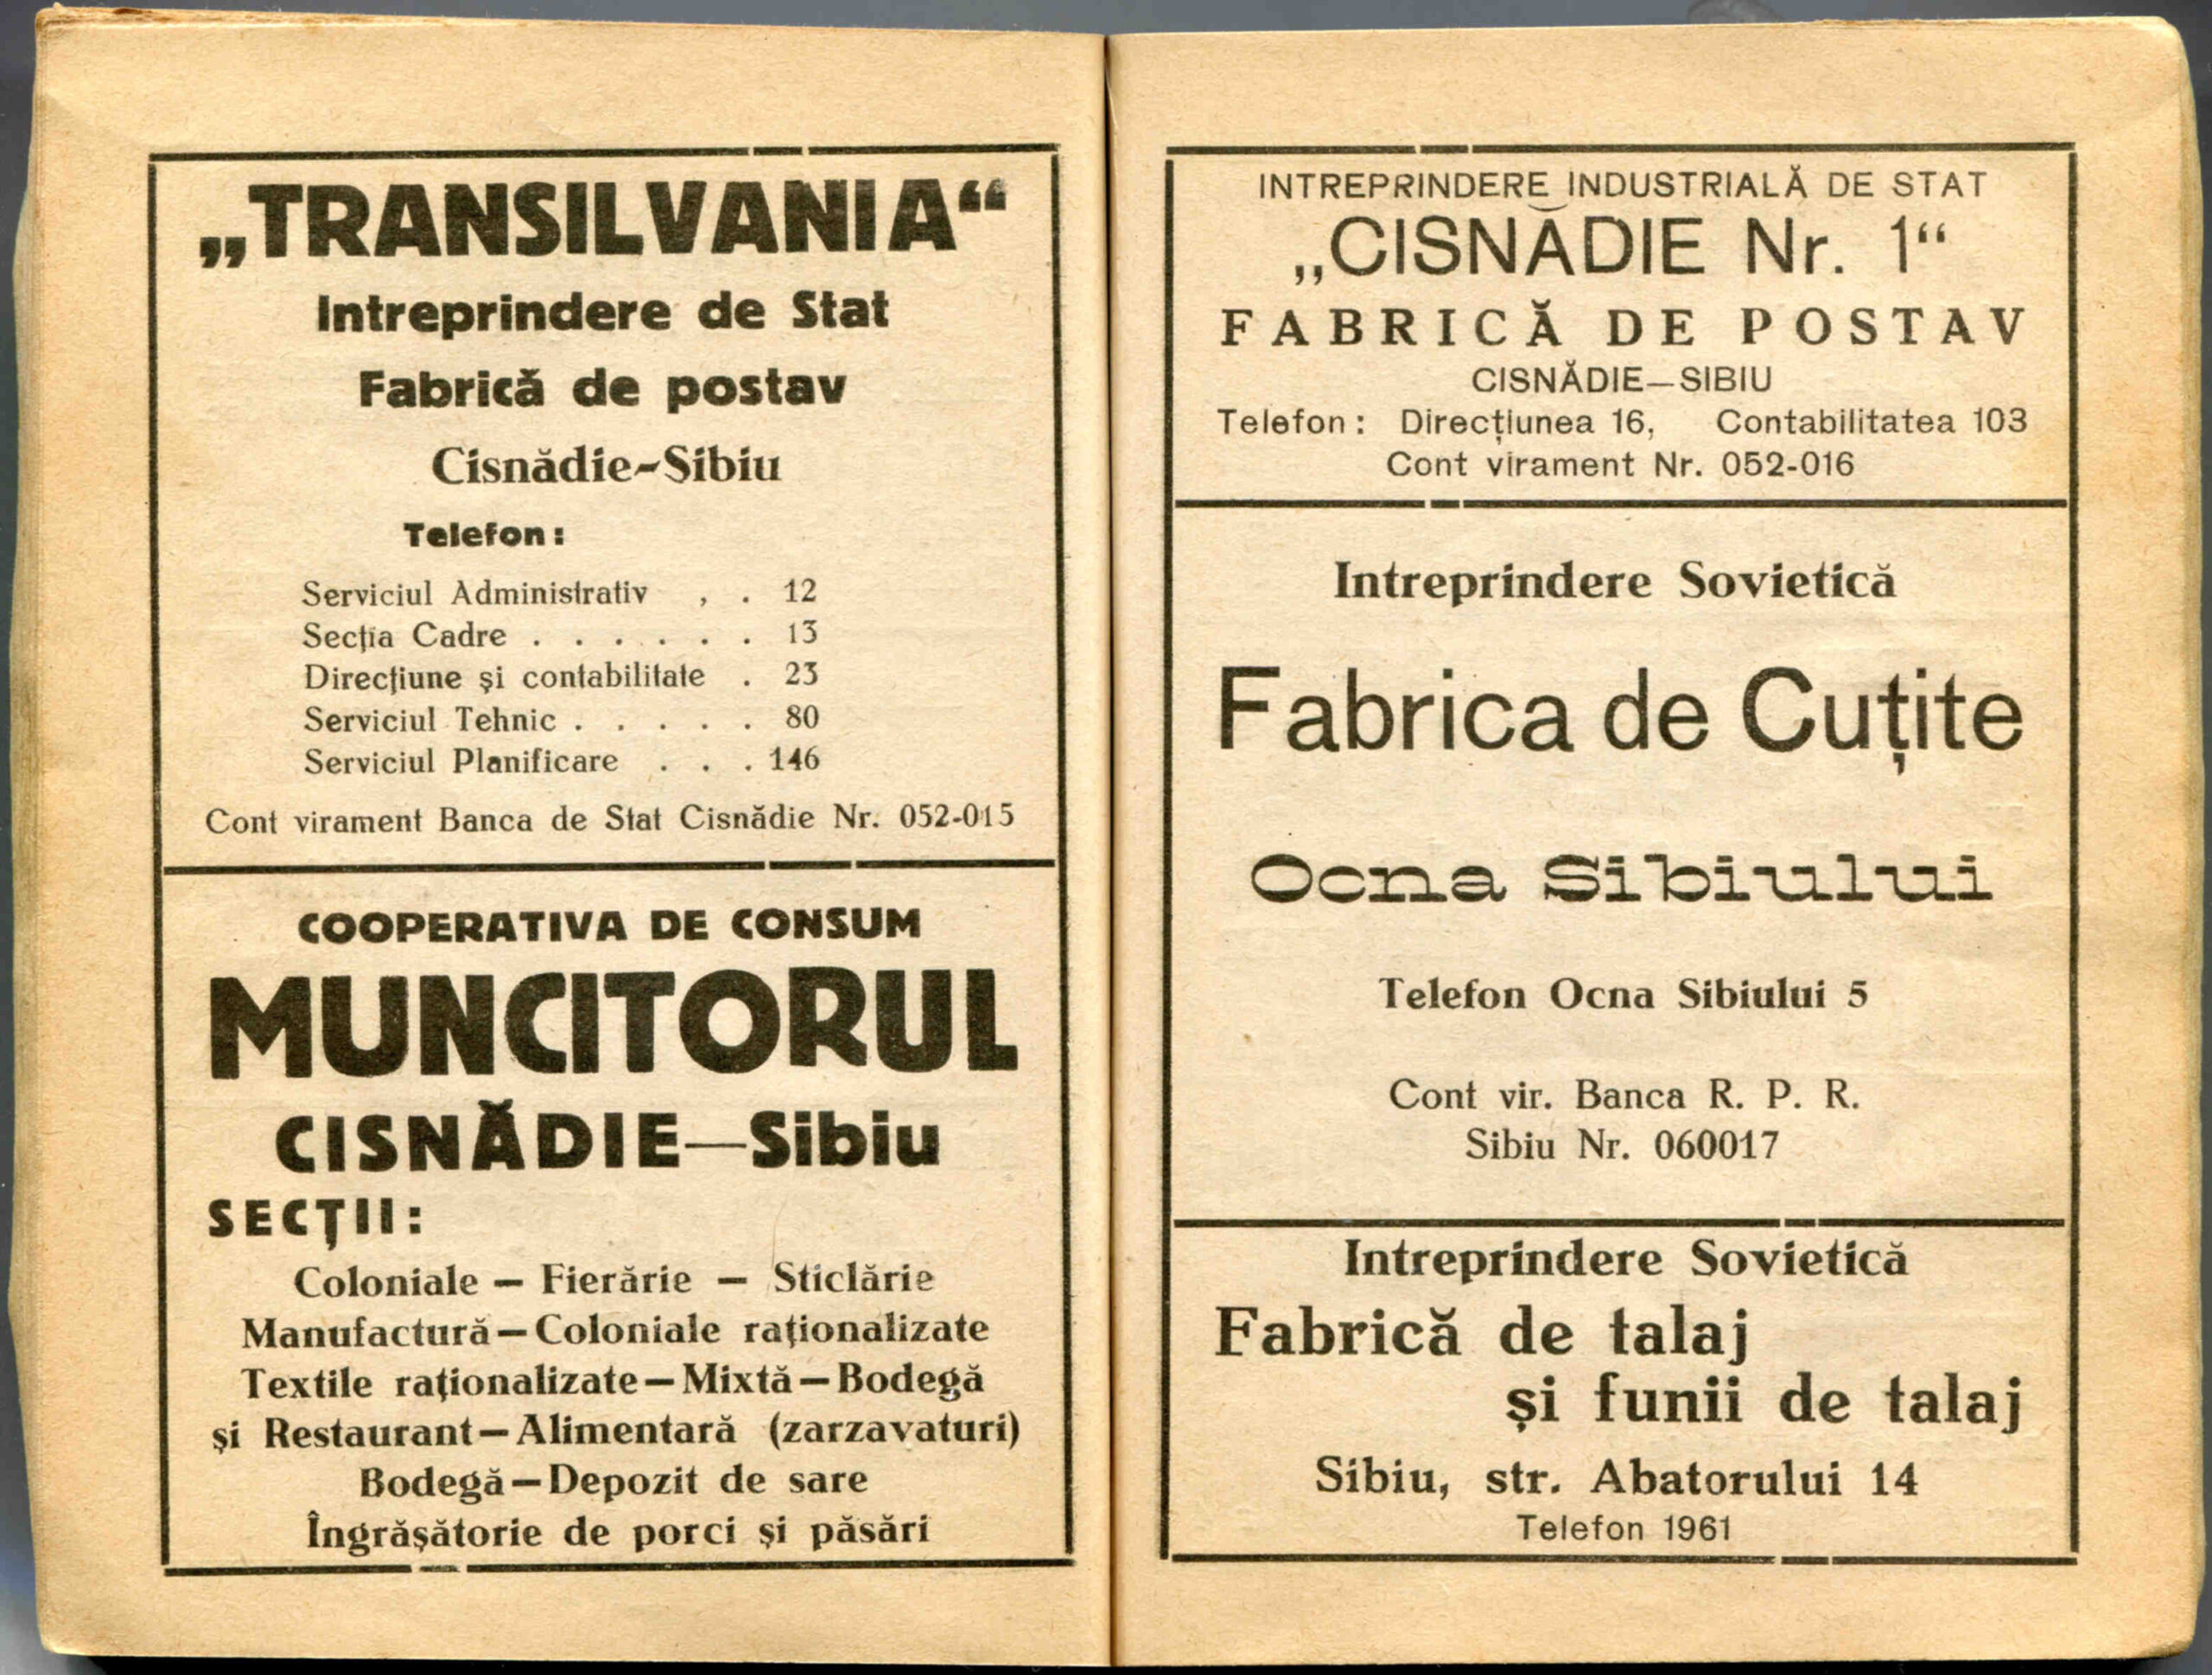 „TRANSILVANIA“
Intreprindere de Stat
Fabrică de postav
Cisnădie-Sibiu
Telefon:
Serviciul Administrativ , . 12
Secția Cadre . . . . . . 13
Direcțiune și contabilitate . 23
Serviciul Tehnic . . . . . 80
Serviciul Planificare . . . 146
Cont virament Banca de Stat Cisnădie Nr. 052-015
COOPERATIVA DE CONSUM
MUNCITORUL
CISNĂDIE—Sibiu
SECȚII:
Coloniale — Fierărie — Sticlărie
Manufactură — Coloniale raționalizate
Textile raționalizate — Mixtă — Bodegă
și Restaurant — Alimentară (zarzavaturi)
Bodegă — Depozit de sare
Îngrășătorie de porci și păsări
INTREPRINDERE INDUSTRIALĂ DE STAT
„CISNĂDIE Nr. 1“
FABRICĂ DE POSTAV
CISNĂDIE—SIBIU
Telefon: Direcțiunea 16, Contabilitatea 103
Cont virament Nr. 052-016
Intreprindere Sovietică
Fabrica de Cuțite
Ocna Sibiului
Telefon Ocna Sibiului 5
Cont vir. Banca R. P. R.
Sibiu Nr. 060017
Intreprindere Sovietică
Fabrică de talaj
și funii de talaj
Sibiu, str. Abatorului 14
Telefon 1961